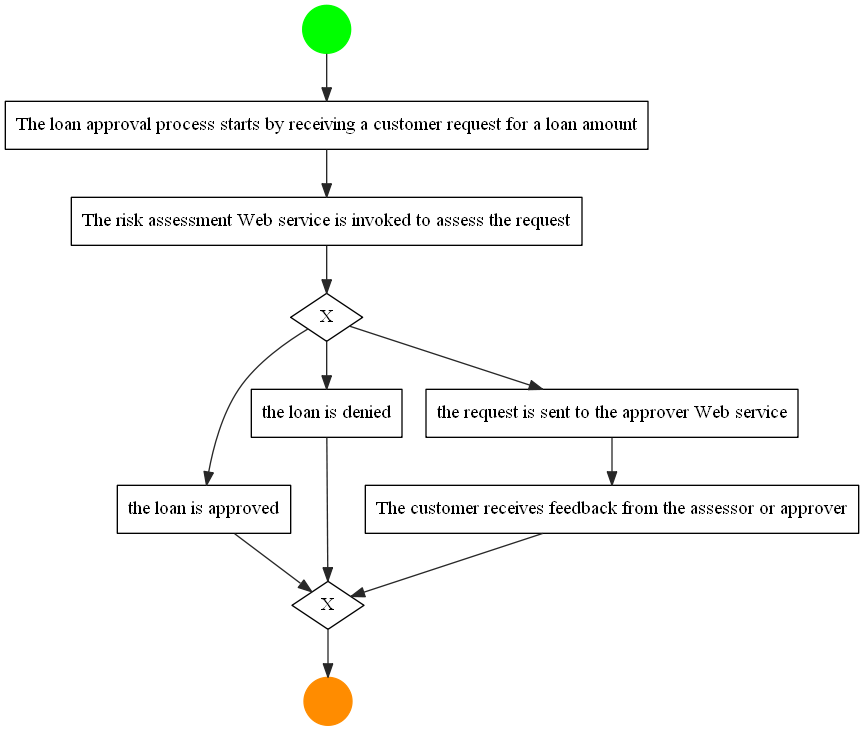 The loan approval process starts by receiving a customer request for a loan amount
The risk assessment Web service is invoked to assess the request
X
the loan is denied
the request is sent to the approver Web service
the loan is approved
The customer receives feedback from the assessor or approver
X